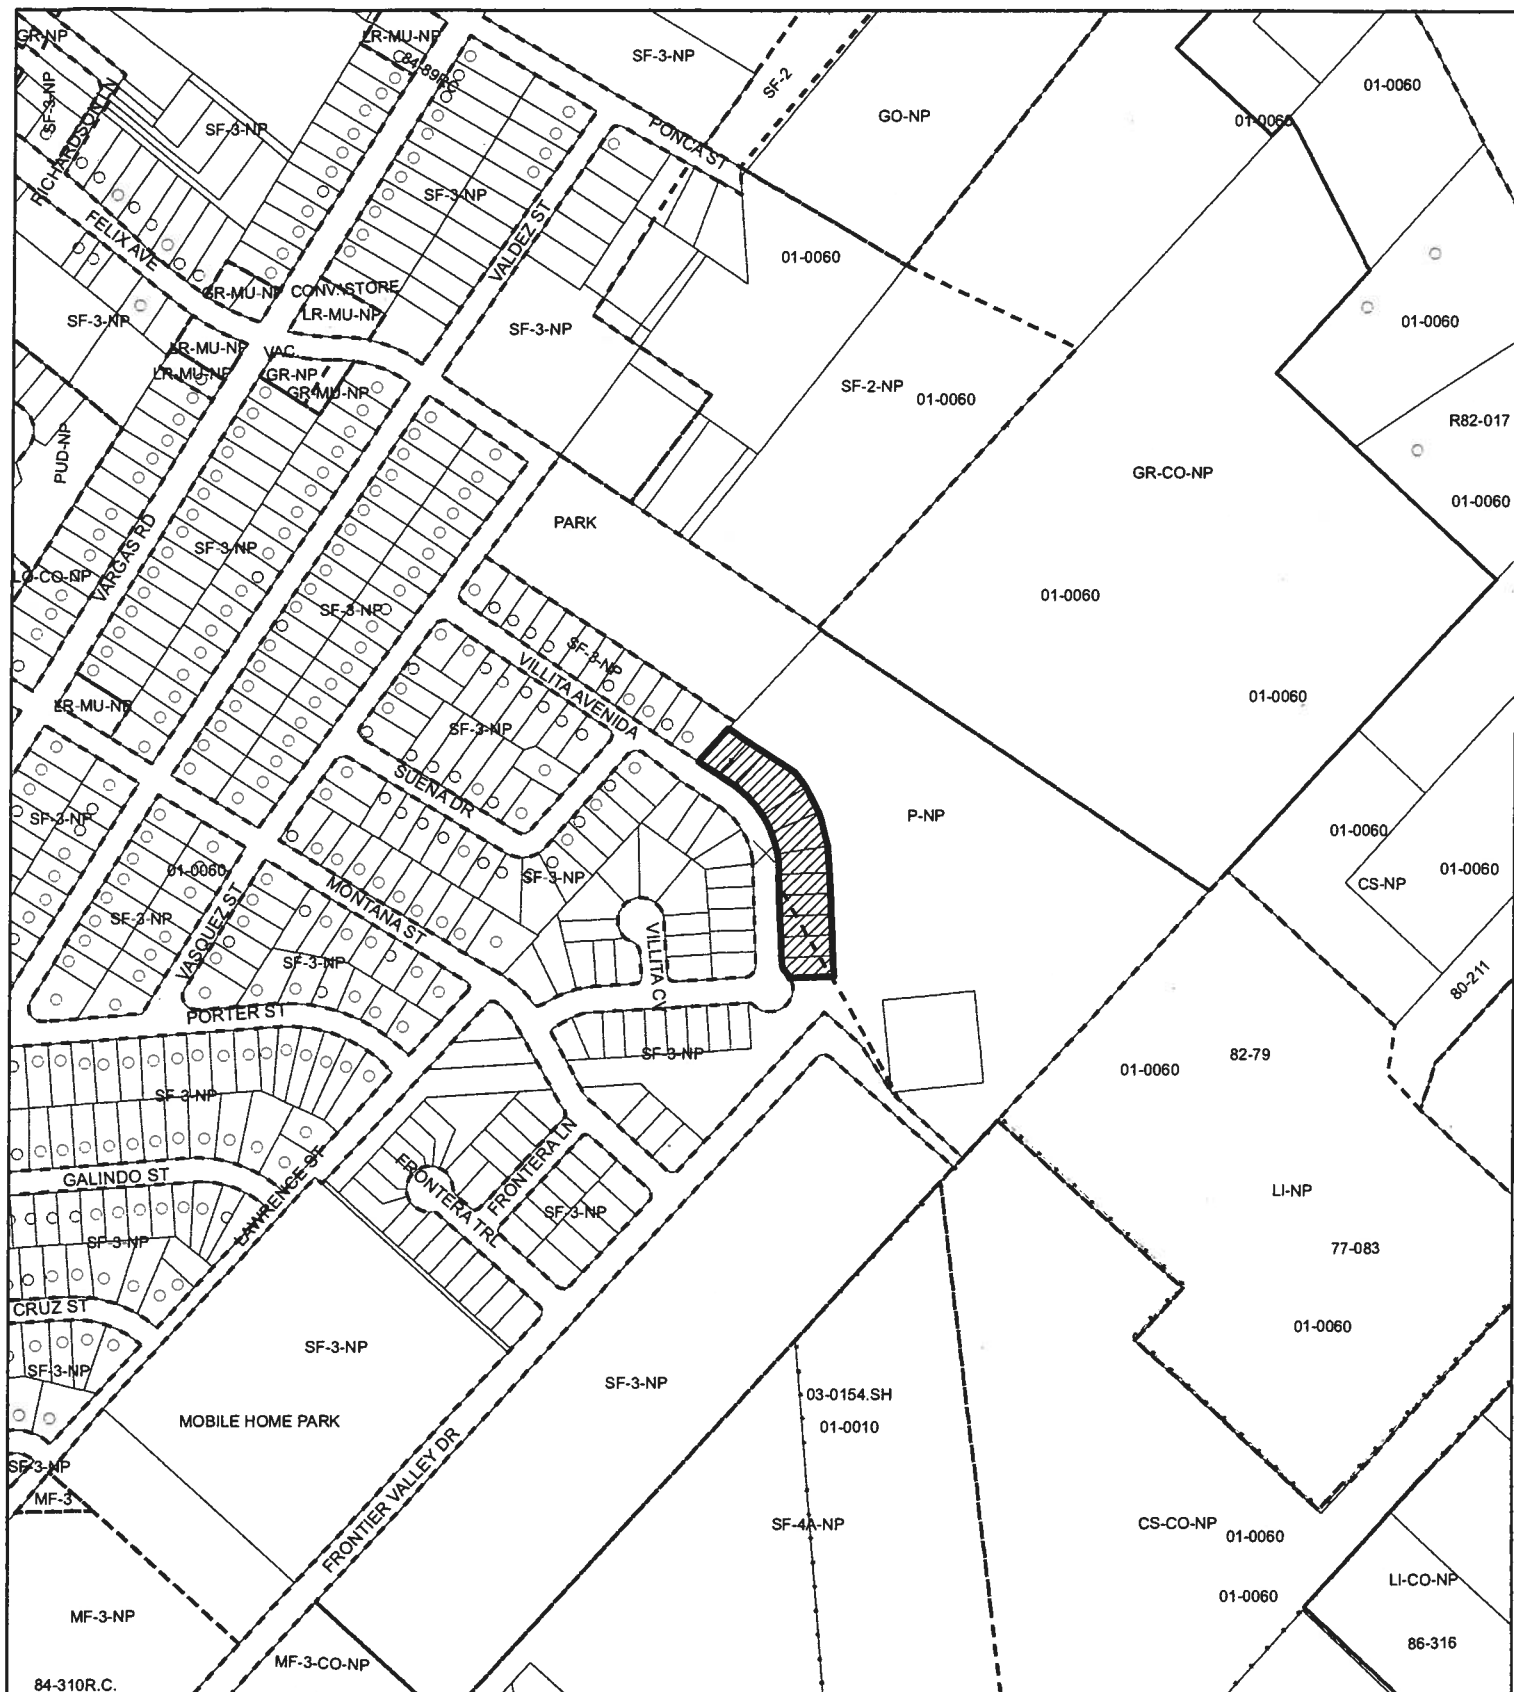 GR-NP
LR-MU-NP
SF-3-NP
SF-2
01-0060
84-89RC
SF-3-NP
GO-NP
01-0060
RICHARDSON LN
SF-3-NP
PONCA ST
SF-3-NP
FELIX AVE
VALDEZ ST
01-0060
GR-MU-NP
CONV. STORE
LR-MU-NP
SF-3-NP
SF-3-NP
01-0060
LR-MU-NP
VAC.
LR-MU-NP
GR-NP
GR-MU-NP
SF-2-NP
01-0060
R82-017
PUD-NP
GR-CO-NP
01-0060
PARK
VARGAS RD
SF-3-NP
LO-CO-NP
01-0060
SF-3-NP
SF-3-NP
VILLITA AVENIDA
01-0060
LR-MU-NP
SF-3-NP
SUENA DR
SF-3-NP
P-NP
01-0060
01-0060
SF-3-NP
CS-NP
01-0060
MONTANA ST
SF-3-NP
VASQUEZ ST
VILLITA CV
SF-3-NP
80-211
PORTER ST
SF-3-NP
82-79
01-0060
SF-3-NP
FRONTERA LN
GALINDO ST
LAWRENCE ST
FRONTERA TRL
LI-NP
SF-3-NP
SF-3-NP
77-083
CRUZ ST
01-0060
SF-3-NP
SF-3-NP
SF-3-NP
03-0154.SH
MOBILE HOME PARK
01-0010
FRONTIER VALLEY DR
SF-3-NP
MF-3
SF-4A-NP
CS-CO-NP
01-0060
LI-CO-NP
01-0060
MF-3-NP
86-316
MF-3-CO-NP
84-310R.C.